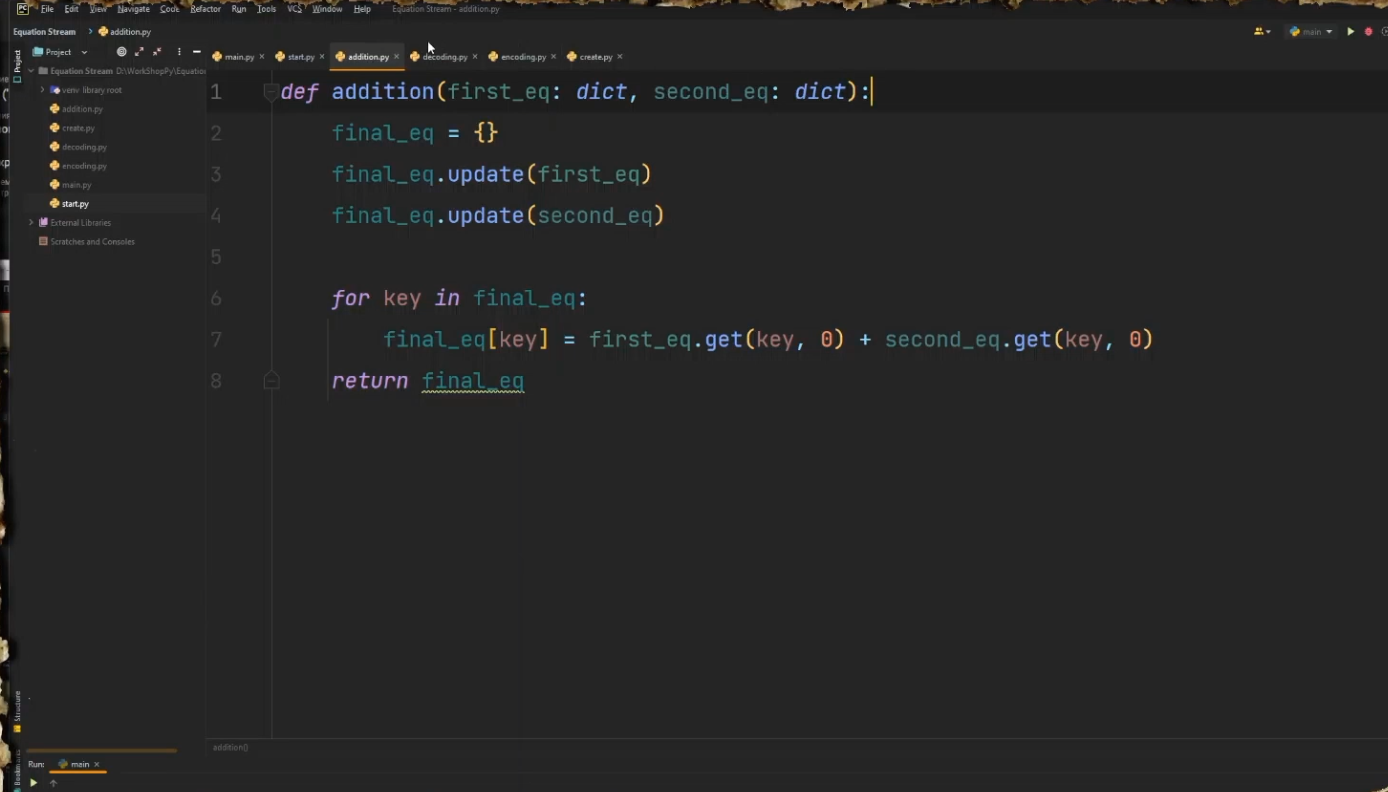 PC File Edit View Navigate Code Refactor Run Tools VCS Window Help Equation Stream - addition.py
Equation Stream > addition.py main
Project
Project main.py start.py addition.py decoding.py encoding.py create.py
Equation Stream D:\WorkShopPy\Equation
venv library root
addition.py
create.py
decoding.py
encoding.py
main.py
start.py
External Libraries
Scratches and Consoles
1 def addition(first_eq: dict, second_eq: dict):
2 final_eq = {}
3 final_eq.update(first_eq)
4 final_eq.update(second_eq)
5
6 for key in final_eq:
7 final_eq[key] = first_eq.get(key, 0) + second_eq.get(key, 0)
8 return final_eq
Structure
addition()
Run: main